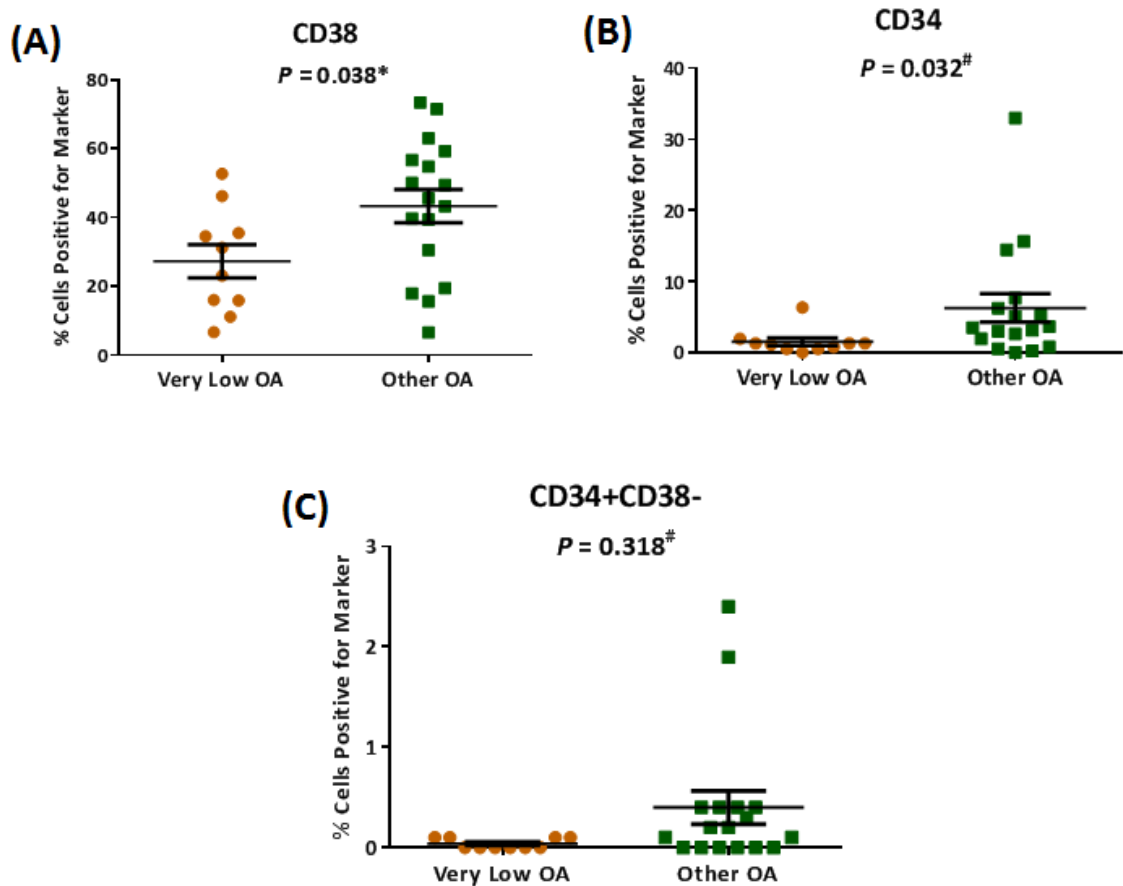 (A)
CD38
P = 0.038*
% Cells Positive for Marker
80
60
40
20
0
Very Low OA
Other OA
(B)
CD34
P = 0.032#
% Cells Positive for Marker
40
30
20
10
0
Very Low OA
Other OA
(C)
CD34+CD38-
P = 0.318#
% Cells Positive for Marker
3
2
1
0
Very Low OA
Other OA